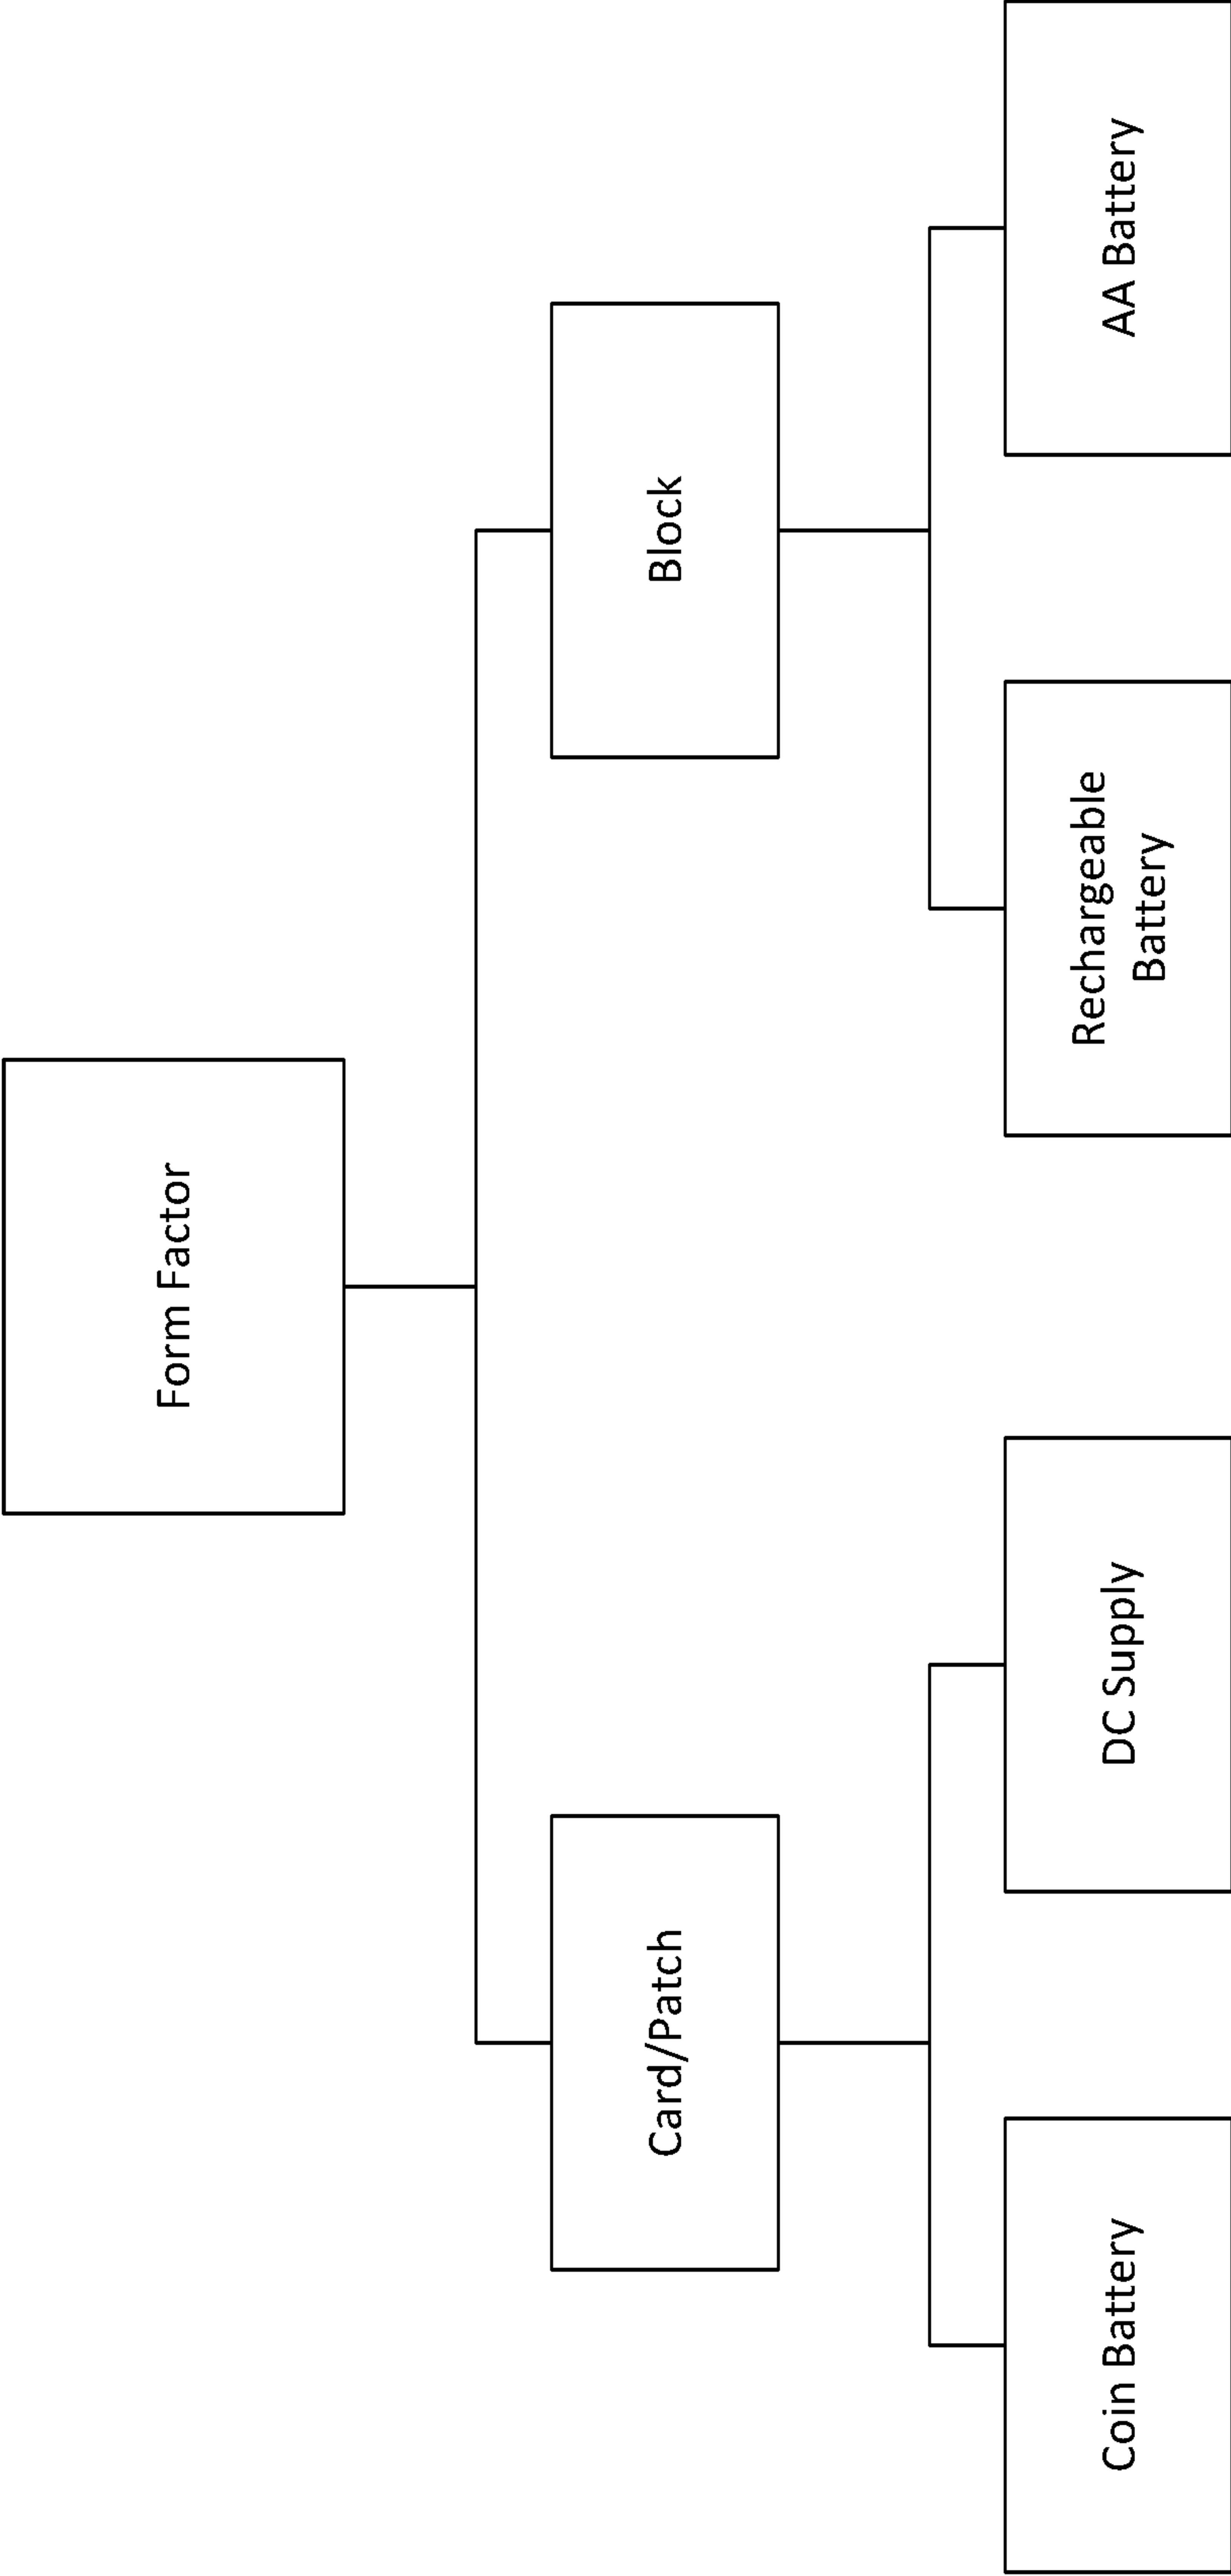 Form Factor
Card/Patch
Block
Coin Battery
DC Supply
Rechargeable
Battery
AA Battery